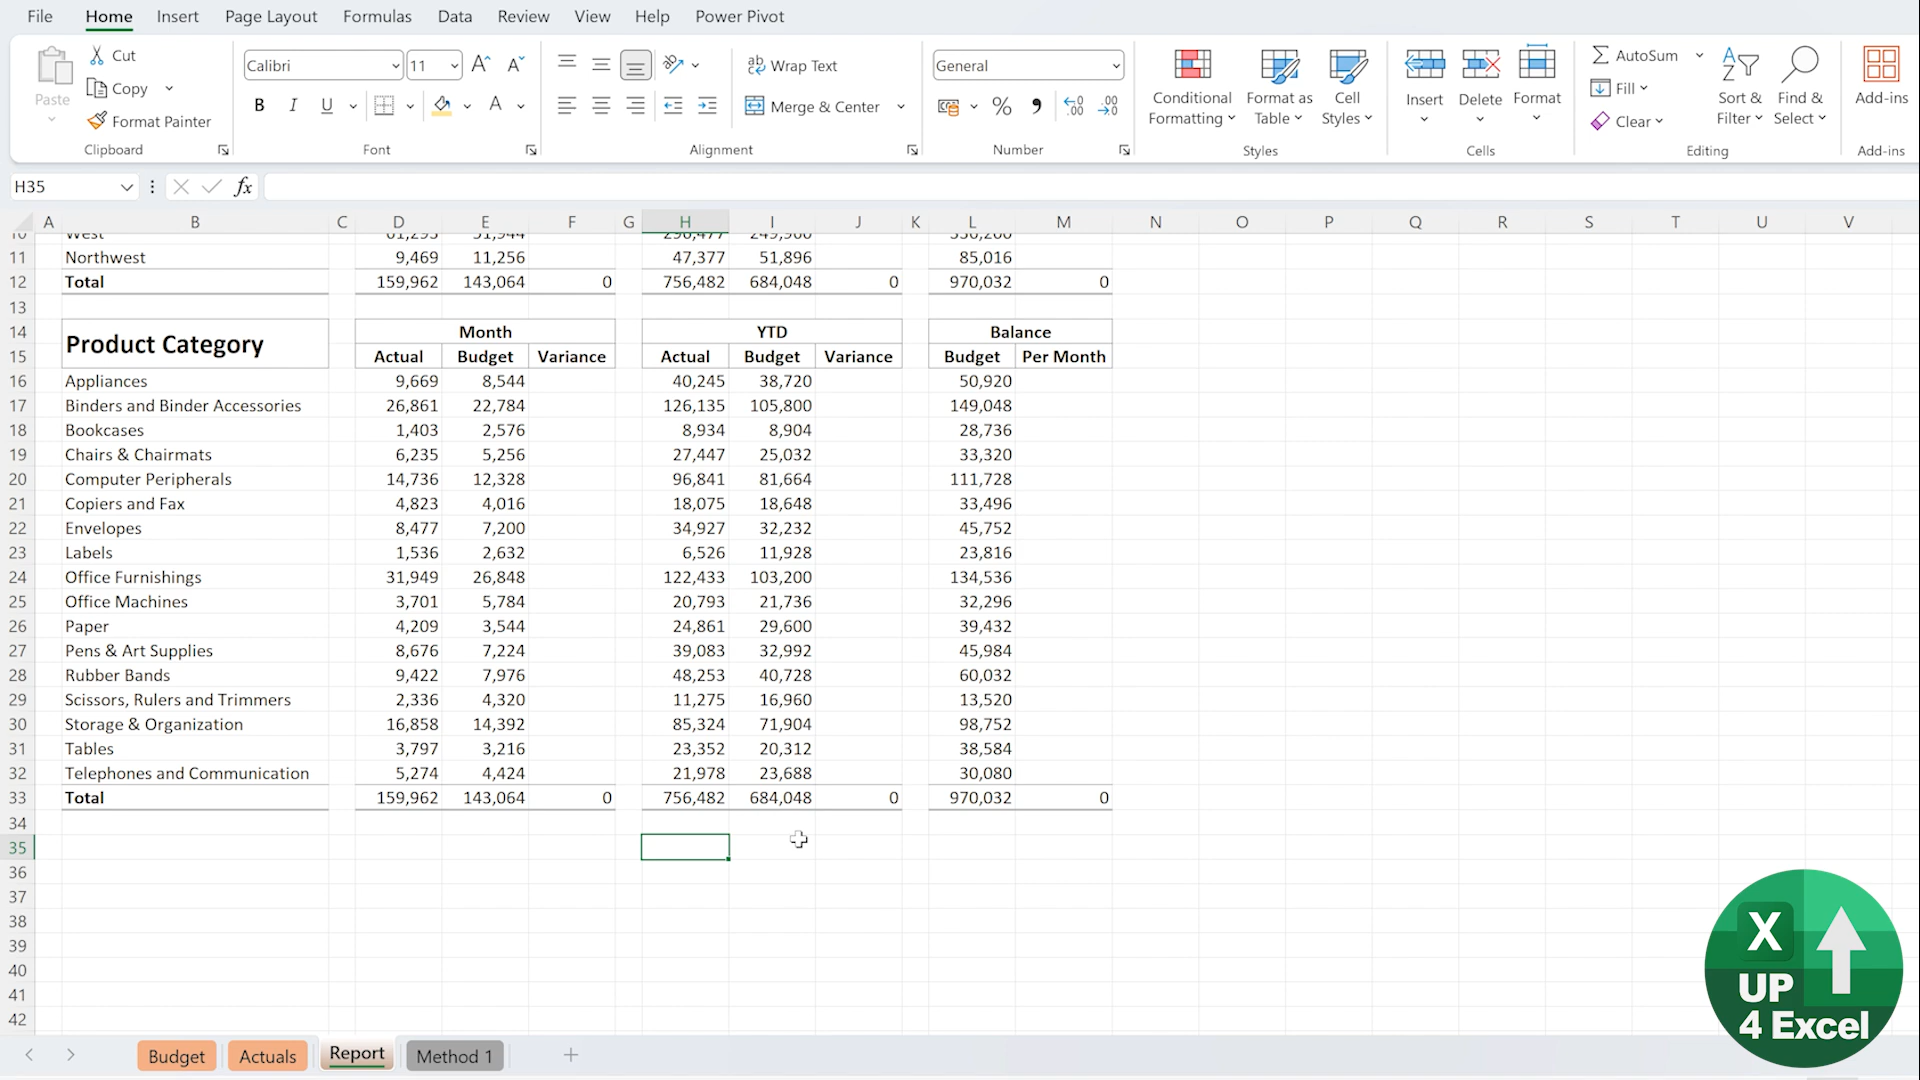 File Home Insert Page Layout Formulas Data Review View Help Power Pivot
Paste Cut Copy Format Painter Clipboard
Calibri 11 B I U A Font
Wrap Text Merge & Center Alignment
General % Number
Conditional Formatting Format as Table Cell Styles Styles
Insert Delete Format Cells
AutoSum Fill Clear Sort & Filter Find & Select Editing
Add-ins Add-ins
H35 fx
A B C D E F G H I J K L M N O P Q R S T U V
10 West 61,293 51,944 296,477 249,960
11 Northwest 9,469 11,256 47,377 51,896 85,016
12 Total 159,962 143,064 0 756,482 684,048 0 970,032 0
13
14 Product Category Month YTD Balance
15 Actual Budget Variance Actual Budget Variance Budget Per Month
16 Appliances 9,669 8,544 40,245 38,720 50,920
17 Binders and Binder Accessories 26,861 22,784 126,135 105,800 149,048
18 Bookcases 1,403 2,576 8,934 8,904 28,736
19 Chairs & Chairmats 6,235 5,256 27,447 25,032 33,320
20 Computer Peripherals 14,736 12,328 96,841 81,664 111,728
21 Copiers and Fax 4,823 4,016 18,075 18,648 33,496
22 Envelopes 8,477 7,200 34,927 32,232 45,752
23 Labels 1,536 2,632 6,526 11,928 23,816
24 Office Furnishings 31,949 26,848 122,433 103,200 134,536
25 Office Machines 3,701 5,784 20,793 21,736 32,296
26 Paper 4,209 3,544 24,861 29,600 39,432
27 Pens & Art Supplies 8,676 7,224 39,083 32,992 45,984
28 Rubber Bands 9,422 7,976 48,253 40,728 60,032
29 Scissors, Rulers and Trimmers 2,336 4,320 11,275 16,960 13,520
30 Storage & Organization 16,858 14,392 85,324 71,904 98,752
31 Tables 3,797 3,216 23,352 20,312 38,584
32 Telephones and Communication 5,274 4,424 21,978 23,688 30,080
33 Total 159,962 143,064 0 756,482 684,048 0 970,032 0
34
35
36
37
38
39
40
41
42
X UP 4 Excel
Budget Actuals Report Method 1